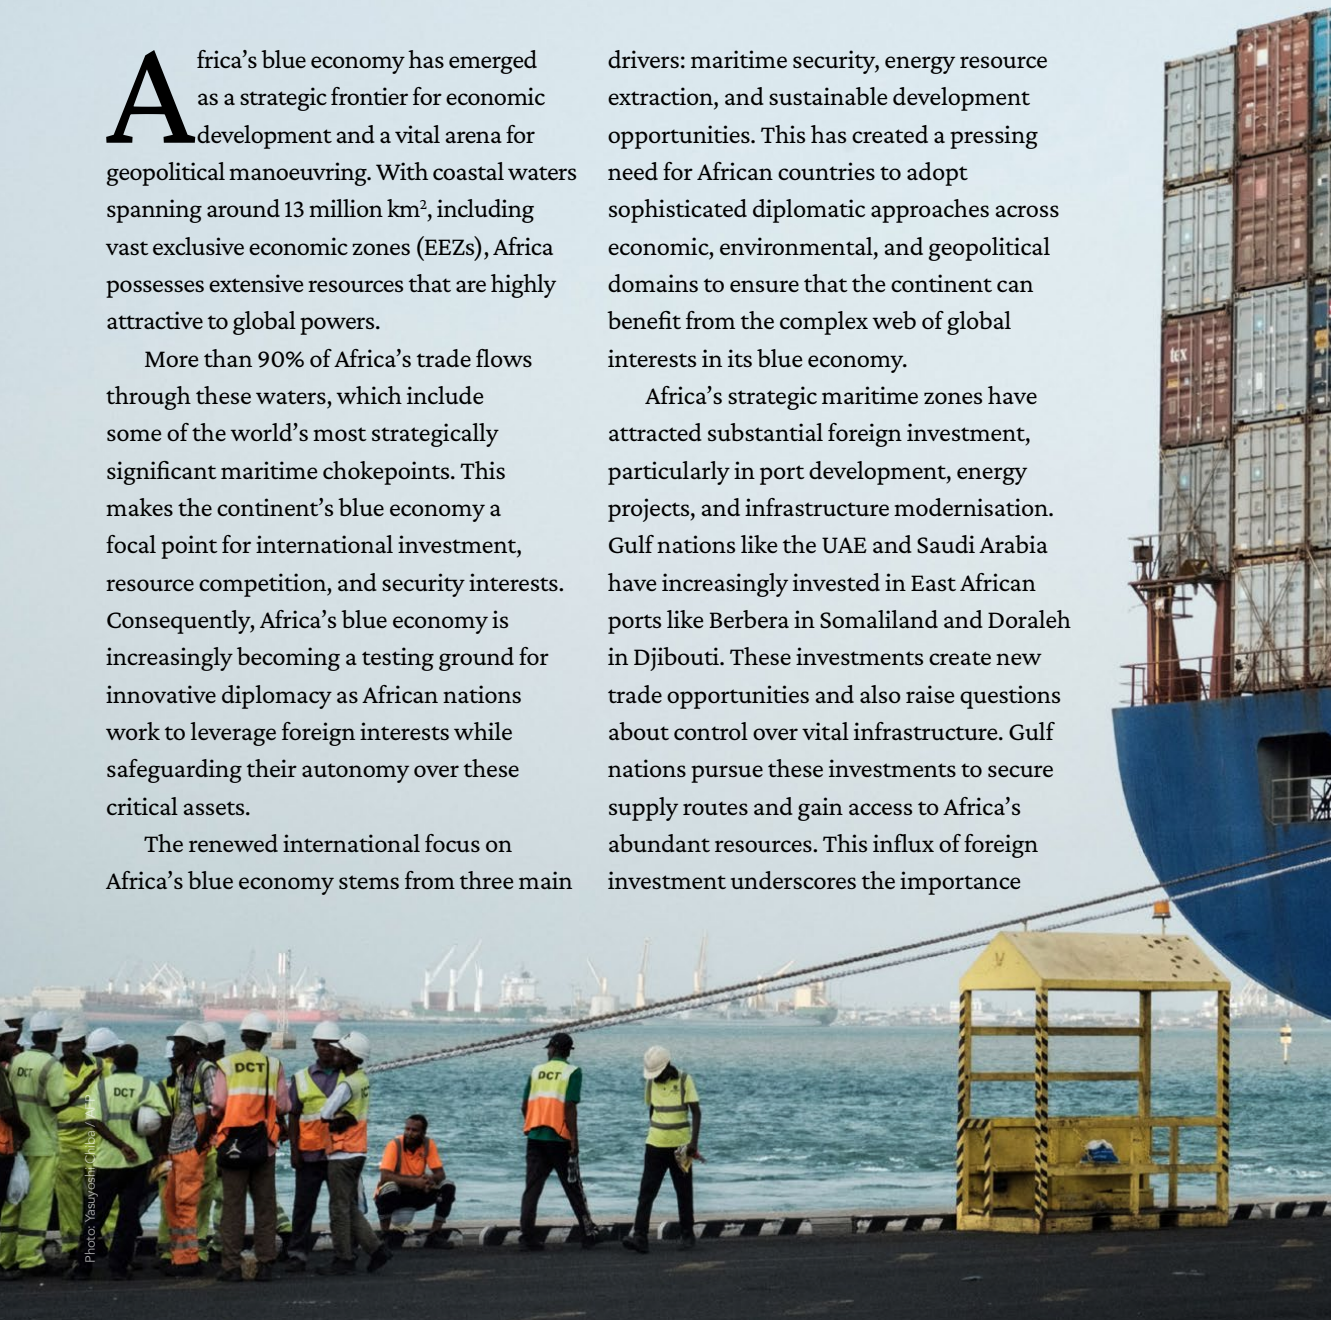 Africa’s blue economy has emerged
as a strategic frontier for economic
development and a vital arena for
geopolitical manoeuvring. With coastal waters
spanning around 13 million km², including
vast exclusive economic zones (EEZs), Africa
possesses extensive resources that are highly
attractive to global powers.
More than 90% of Africa’s trade flows
through these waters, which include
some of the world’s most strategically
significant maritime chokepoints. This
makes the continent’s blue economy a
focal point for international investment,
resource competition, and security interests.
Consequently, Africa’s blue economy is
increasingly becoming a testing ground for
innovative diplomacy as African nations
work to leverage foreign interests while
safeguarding their autonomy over these
critical assets.
The renewed international focus on
Africa’s blue economy stems from three main
drivers: maritime security, energy resource
extraction, and sustainable development
opportunities. This has created a pressing
need for African countries to adopt
sophisticated diplomatic approaches across
economic, environmental, and geopolitical
domains to ensure that the continent can
benefit from the complex web of global
interests in its blue economy.
Africa’s strategic maritime zones have
attracted substantial foreign investment,
particularly in port development, energy
projects, and infrastructure modernisation.
Gulf nations like the UAE and Saudi Arabia
have increasingly invested in East African
ports like Berbera in Somaliland and Doraleh
in Djibouti. These investments create new
trade opportunities and also raise questions
about control over vital infrastructure. Gulf
nations pursue these investments to secure
supply routes and gain access to Africa’s
abundant resources. This influx of foreign
investment underscores the importance
tex
DCT
DCT
DCT
DCT
Photo: Yasuyoshi Chiba / AFP